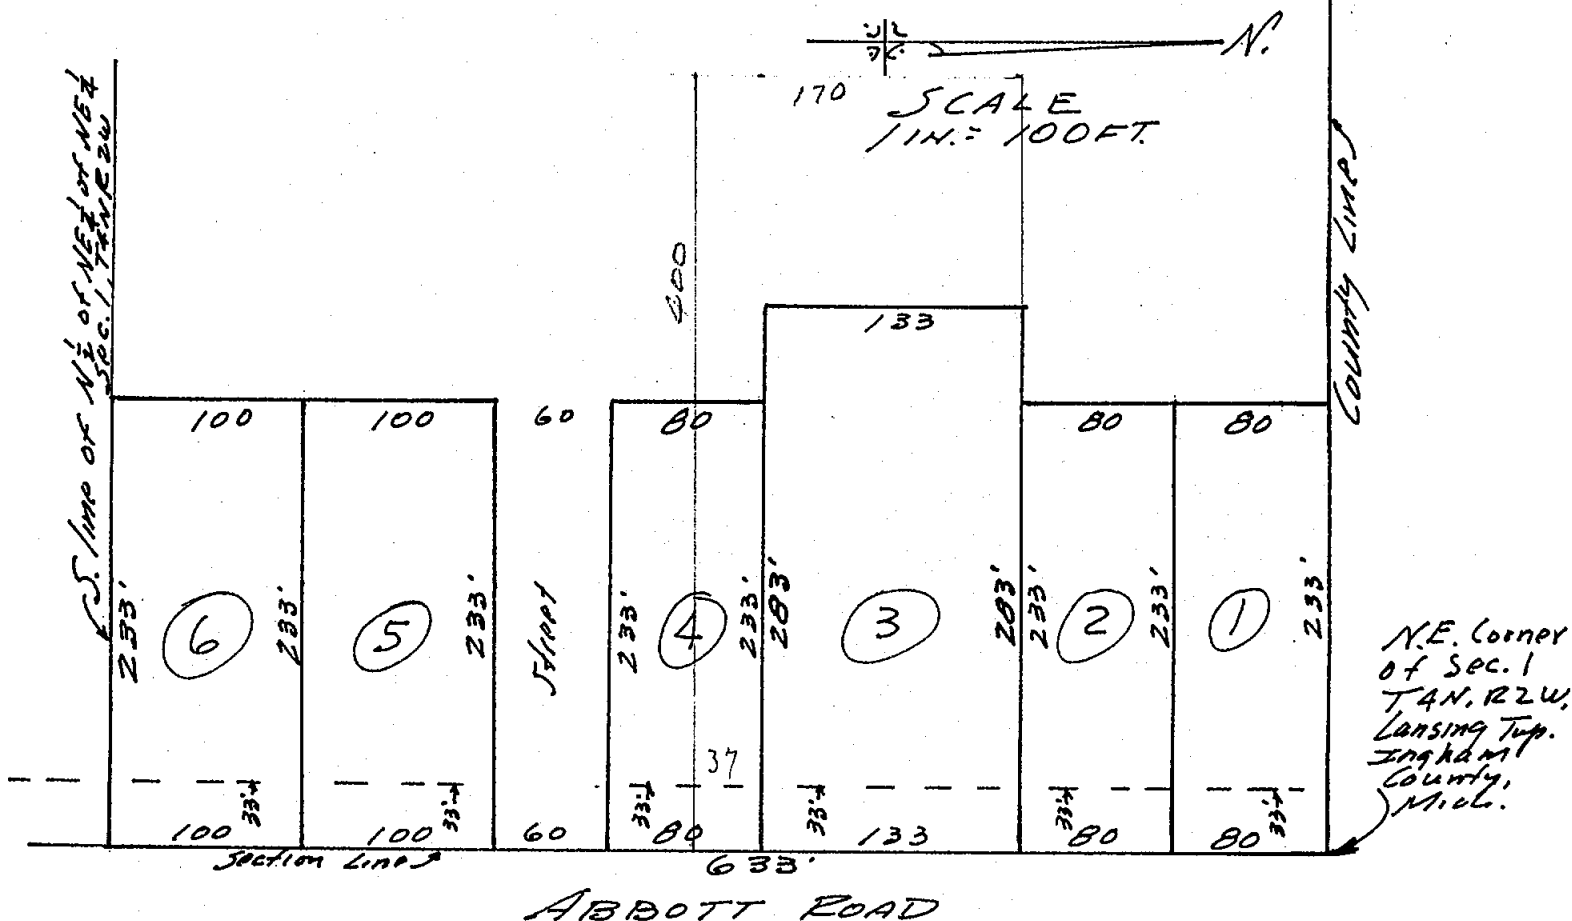 N.
170
SCALE
1 IN. = 100 FT.
S. line of N½ of NE¼ of NE¼
Sec. 1, T4N R2W
County Line
400
133
100
100
60
80
80
80
233'
6
233'
5
233'
Street
233'
4
233'
283'
3
283'
233'
2
233'
1
233'
N.E. Corner
of Sec. 1
T4N. R2W.
Lansing Twp.
Ingham
County,
Mich.
37
33'
33'
33'
33'
33'
33'
100
100
60
80
133
80
80
Section Line
633'
ABBOTT ROAD